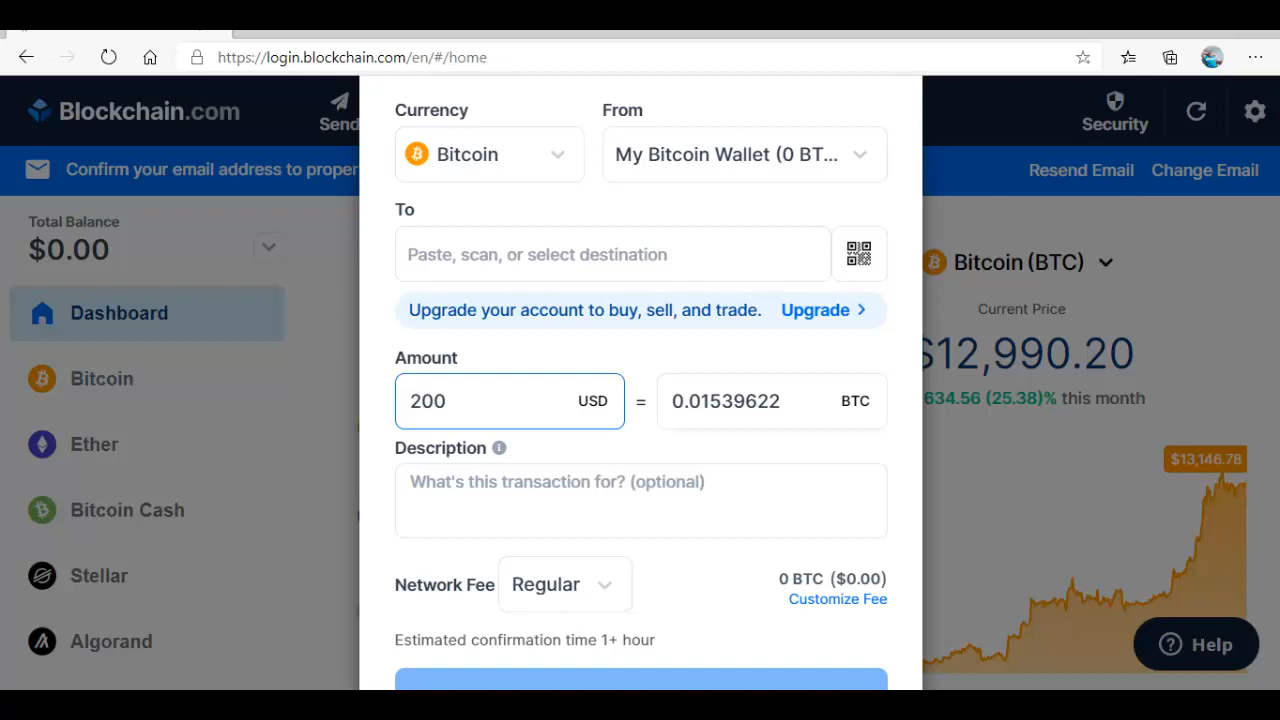 https://login.blockchain.com/en/#/home
Blockchain.com
Send
Security
Confirm your email address to proper
Resend Email Change Email
Total Balance
$0.00
Dashboard
Bitcoin
Ether
Bitcoin Cash
Stellar
Algorand
Currency From
Bitcoin My Bitcoin Wallet (0 BT...
To
Paste, scan, or select destination
Upgrade your account to buy, sell, and trade. Upgrade >
Amount
200 USD = 0.01539622 BTC
Description
What's this transaction for? (optional)
Network Fee Regular 0 BTC ($0.00)
Customize Fee
Estimated confirmation time 1+ hour
Bitcoin (BTC)
Current Price
$12,990.20
634.56 (25.38)% this month
$13,146.78
Help